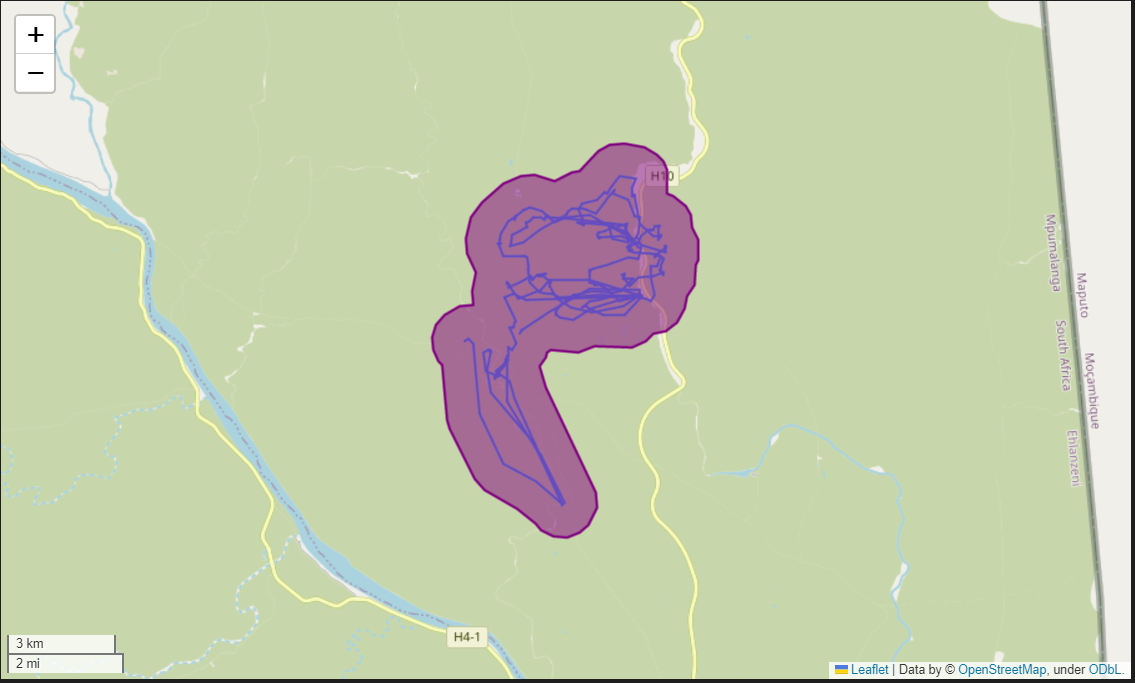 +
−
H10
Mpumalanga
Maputo
South Africa
Moçambique
Ehlanzeni
H4-1
3 km
2 mi
Leaflet | Data by © OpenStreetMap, under ODbL.